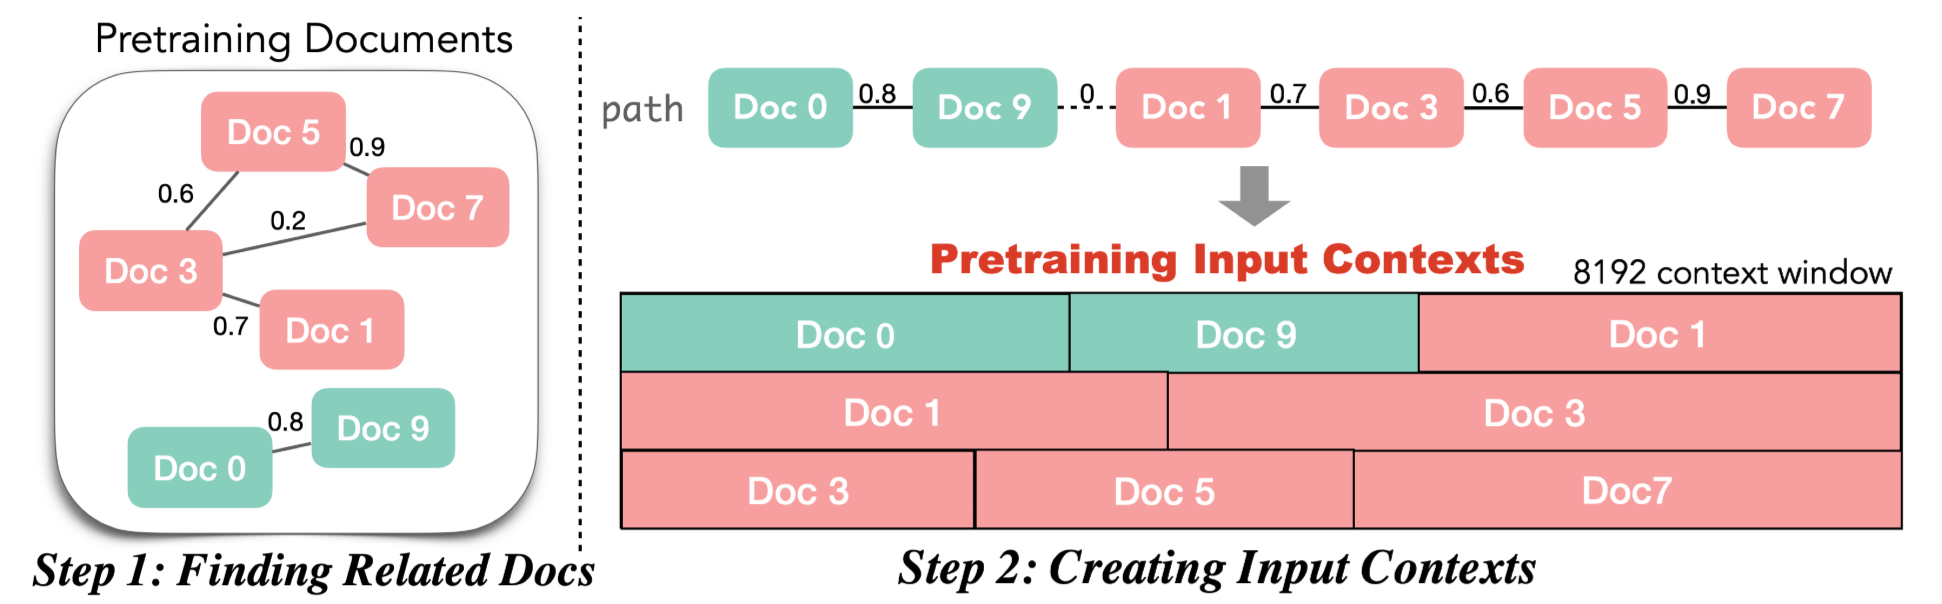 Pretraining Documents
Doc 5
0.9
0.6
Doc 7
0.2
Doc 3
0.7
Doc 1
0.8
Doc 9
Doc 0
Step 1: Finding Related Docs
path
Doc 0
0.8
Doc 9
0
Doc 1
0.7
Doc 3
0.6
Doc 5
0.9
Doc 7
Pretraining Input Contexts
8192 context window
Doc 0
Doc 9
Doc 1
Doc 1
Doc 3
Doc 3
Doc 5
Doc7
Step 2: Creating Input Contexts